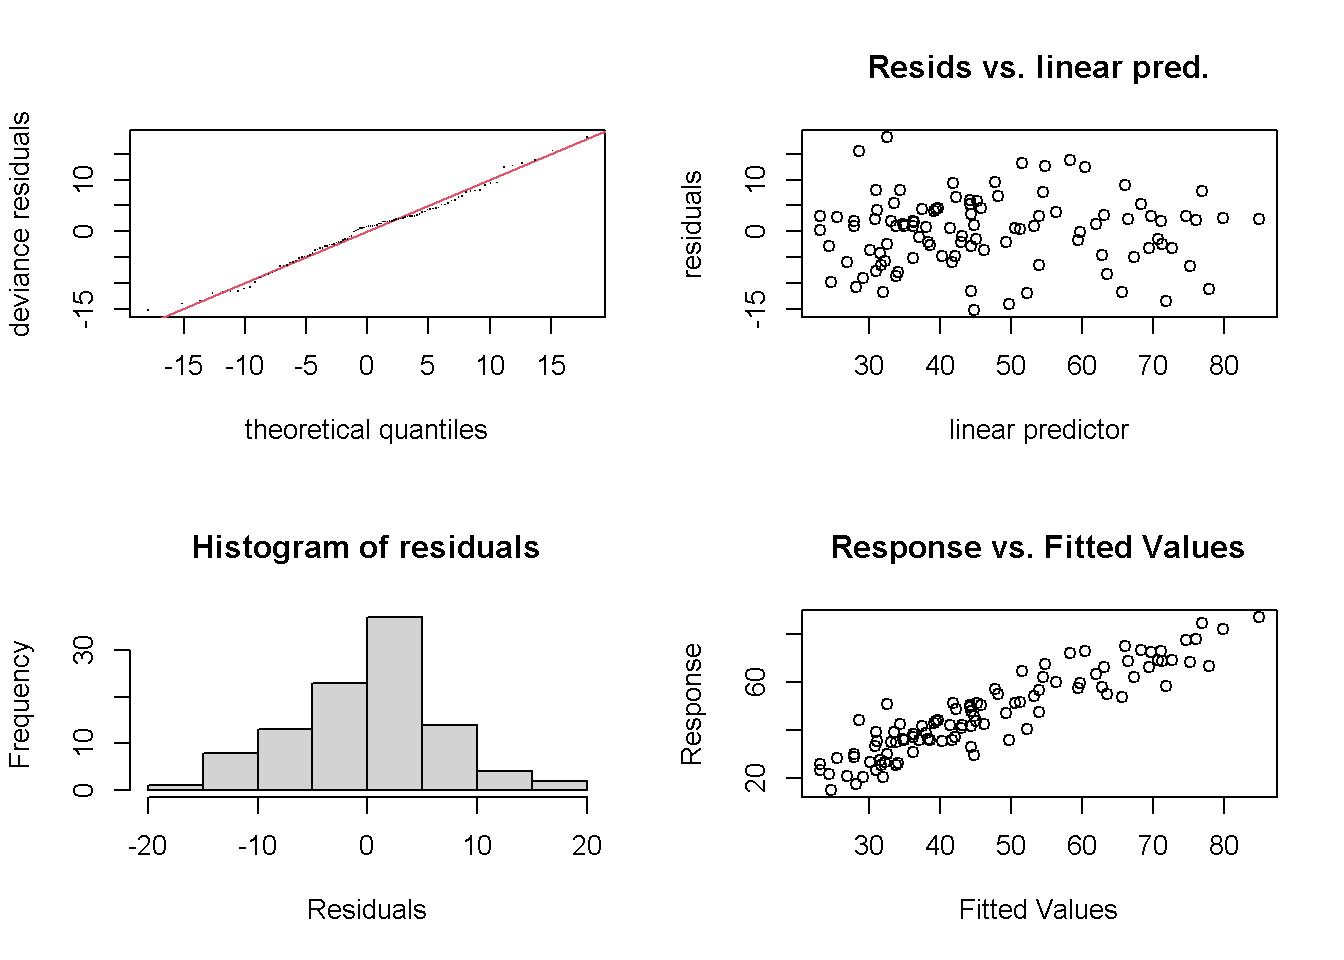 deviance residuals
10
0
-15
-15 -10 -5 0 5 10 15
theoretical quantiles
Resids vs. linear pred.
residuals
10
0
-15
30 40 50 60 70 80
linear predictor
Histogram of residuals
Frequency
30
10
0
-20 -10 0 10 20
Residuals
Response vs. Fitted Values
Response
60
20
30 40 50 60 70 80
Fitted Values